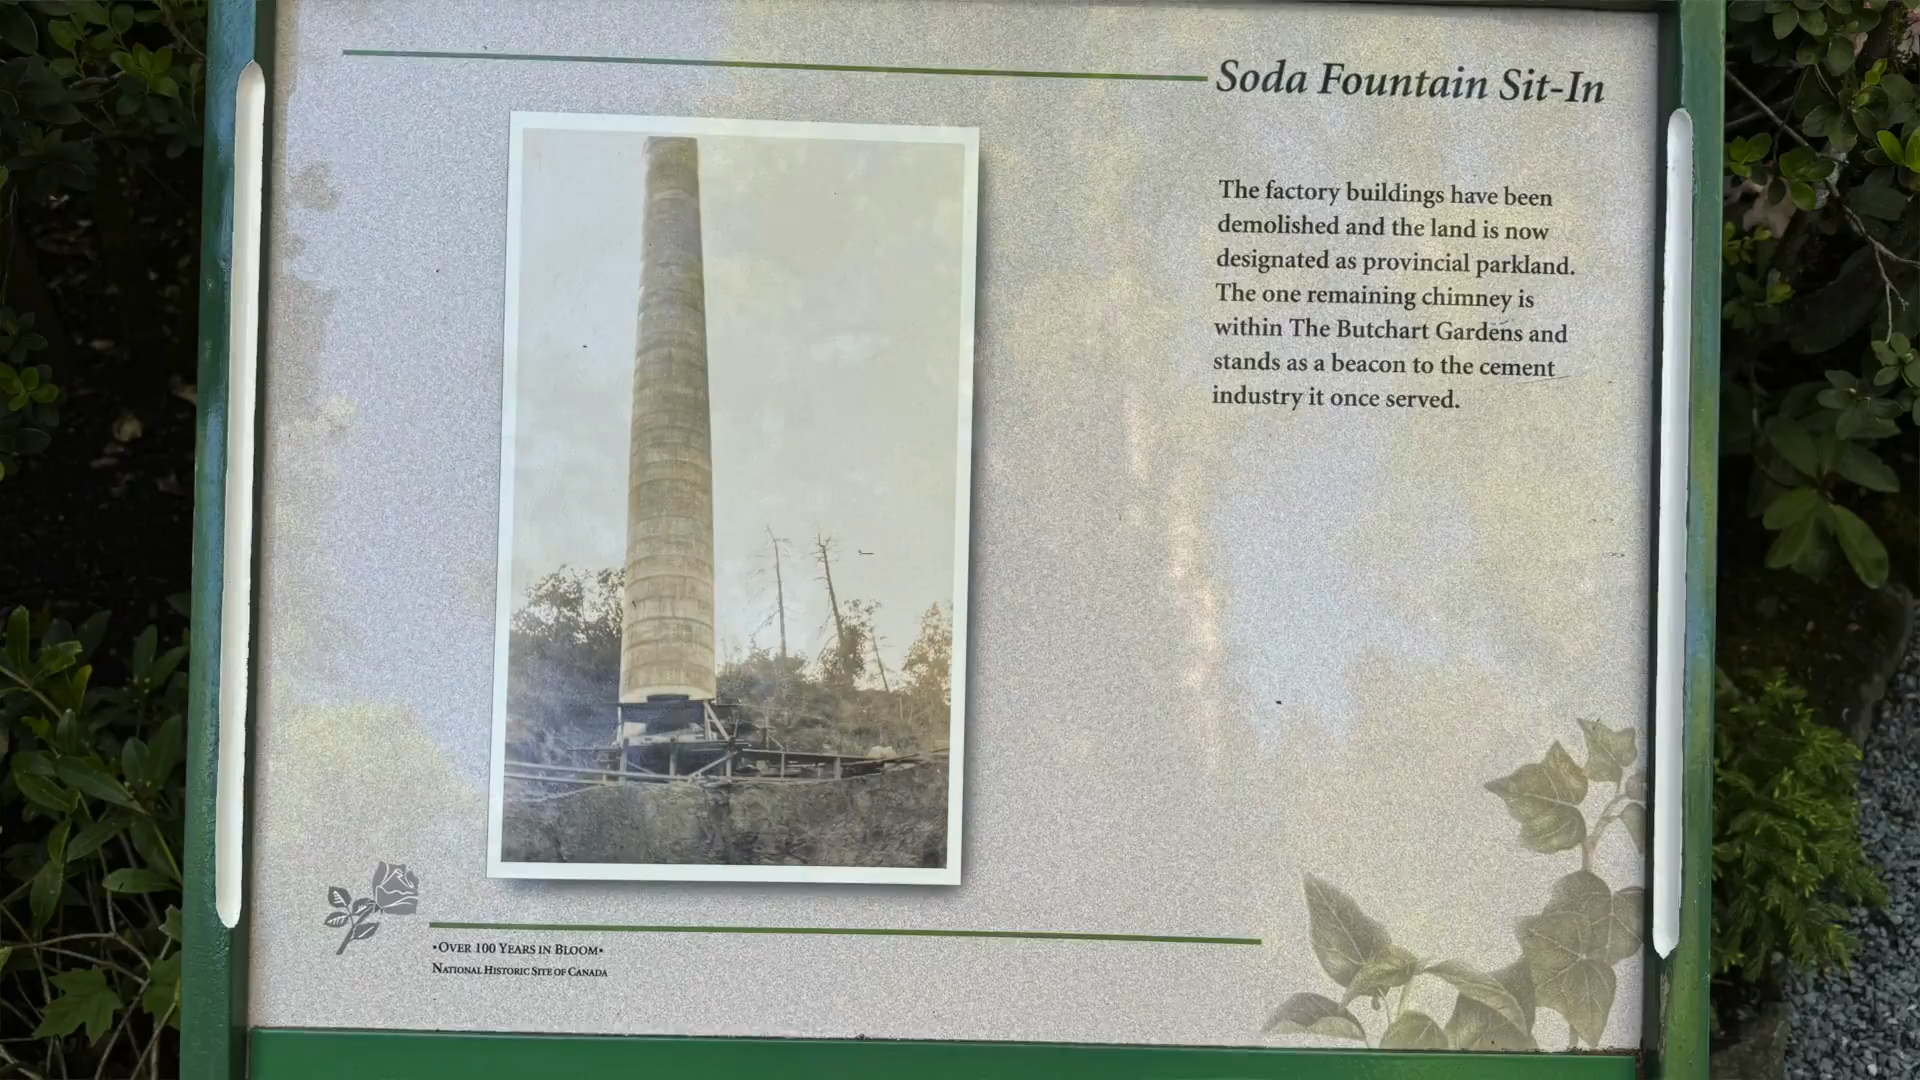 Soda Fountain Sit-In
The factory buildings have been
demolished and the land is now
designated as provincial parkland.
The one remaining chimney is
within The Butchart Gardens and
stands as a beacon to the cement
industry it once served.
•OVER 100 YEARS IN BLOOM•
NATIONAL HISTORIC SITE OF CANADA